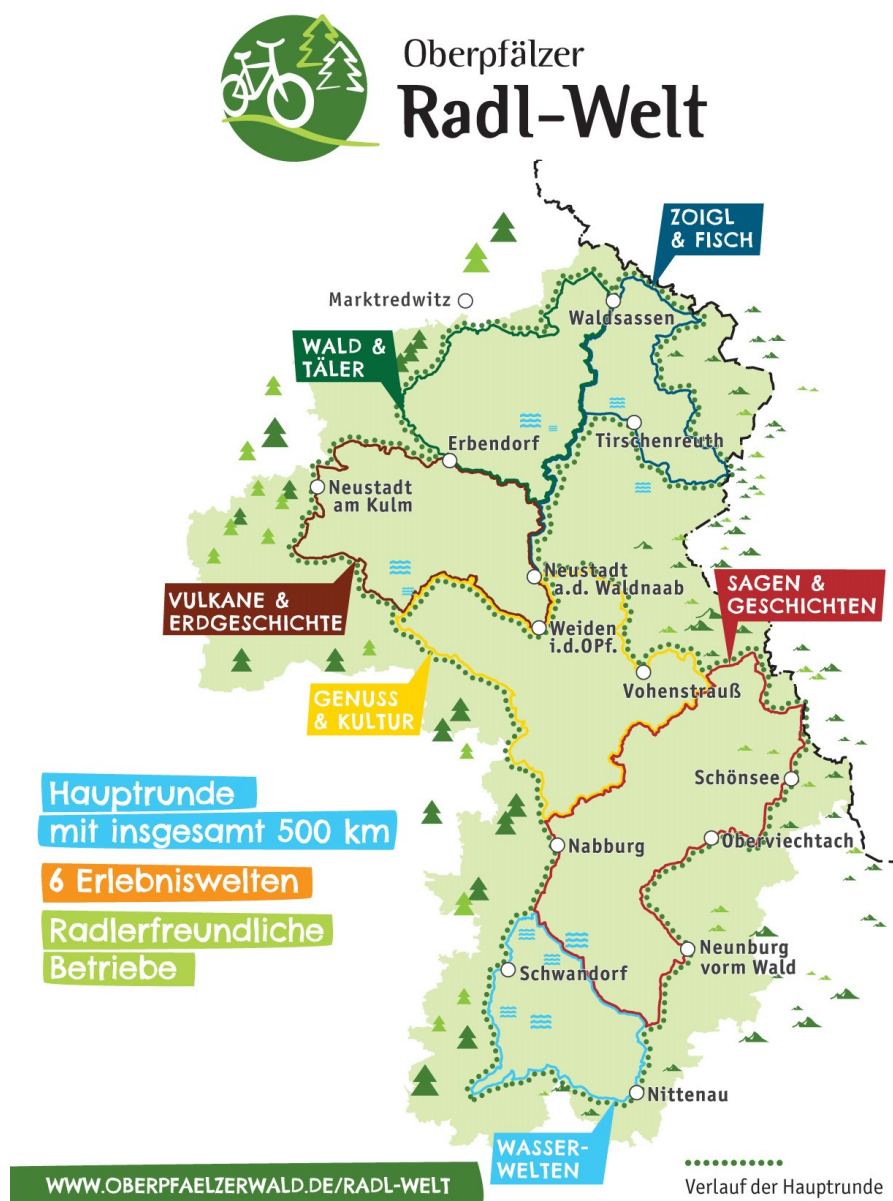 Oberpfälzer
Radl-Welt
ZOIGL
& FISCH
Marktredwitz
Waldsassen
WALD &
TÄLER
Erbendorf
Tirschenreuth
Neustadt
am Kulm
Neustadt
a.d. Waldnaab
VULKANE &
ERDGESCHICHTE
SAGEN &
GESCHICHTEN
Weiden
i.d.OPf.
Vohenstrauß
GENUSS
& KULTUR
Hauptrunde
mit insgesamt 500 km
6 Erlebniswelten
Radlerfreundliche
Betriebe
Schönsee
Nabburg
Oberviechtach
Schwandorf
Neunburg
vorm Wald
Nittenau
WASSER-
WELTEN
WWW.OBERPFAELZERWALD.DE/RADL-WELT
Verlauf der Hauptrunde